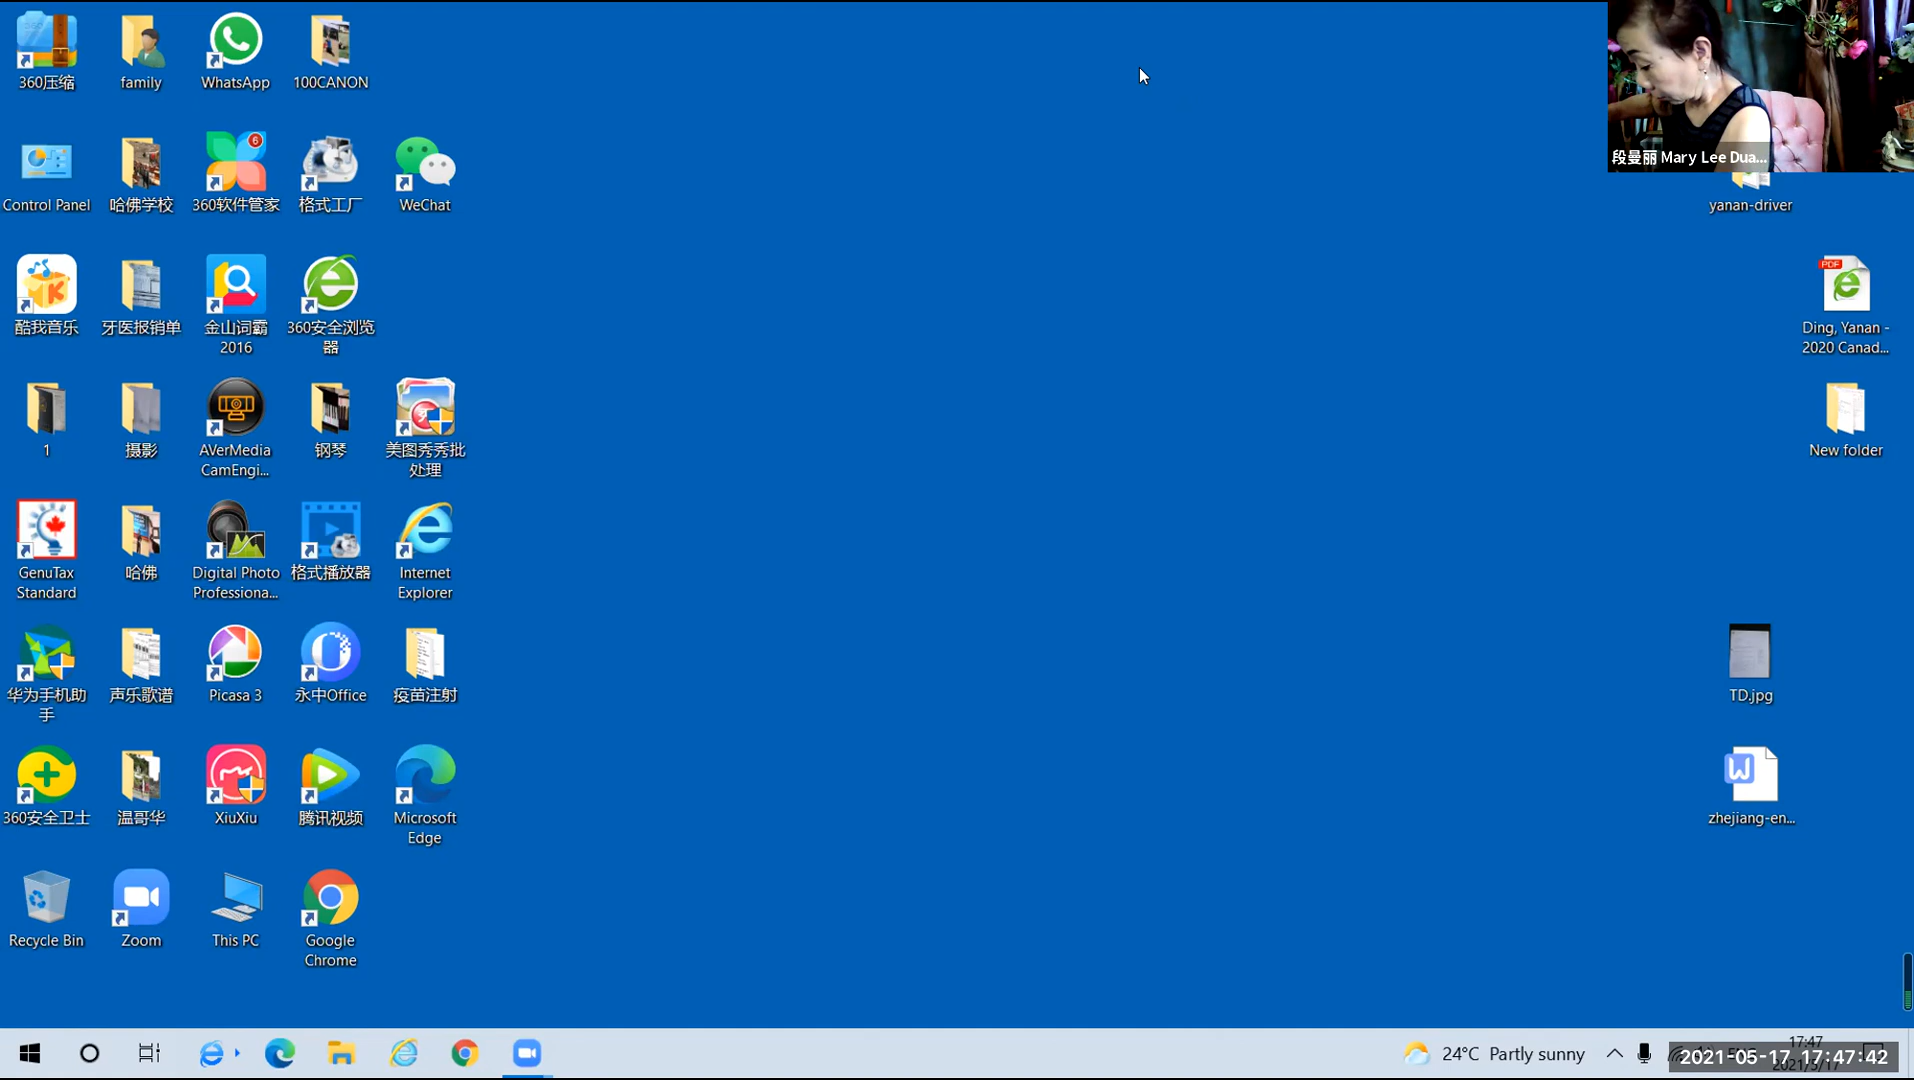 360压缩
family
WhatsApp
100CANON
段曼丽 Mary Lee Dua...
Control Panel
哈佛学校
6
360软件管家
格式工厂
WeChat
yanan-driver
酷我音乐
牙医报销单
金山词霸
2016
360安全浏览
器
PDF
Ding, Yanan -
2020 Canad...
1
摄影
AVerMedia
CamEngi...
钢琴
美图秀秀批
处理
New folder
GenuTax
Standard
哈佛
Digital Photo
Professiona...
格式播放器
Internet
Explorer
华为手机助
手
声乐歌谱
Picasa 3
永中Office
疫苗注射
TD.jpg
360安全卫士
温哥华
XiuXiu
腾讯视频
Microsoft
Edge
zhejiang-en...
Recycle Bin
Zoom
This PC
Google
Chrome
24°C Partly sunny
17:47
2021-05-17 17:47:42
2021/5/17